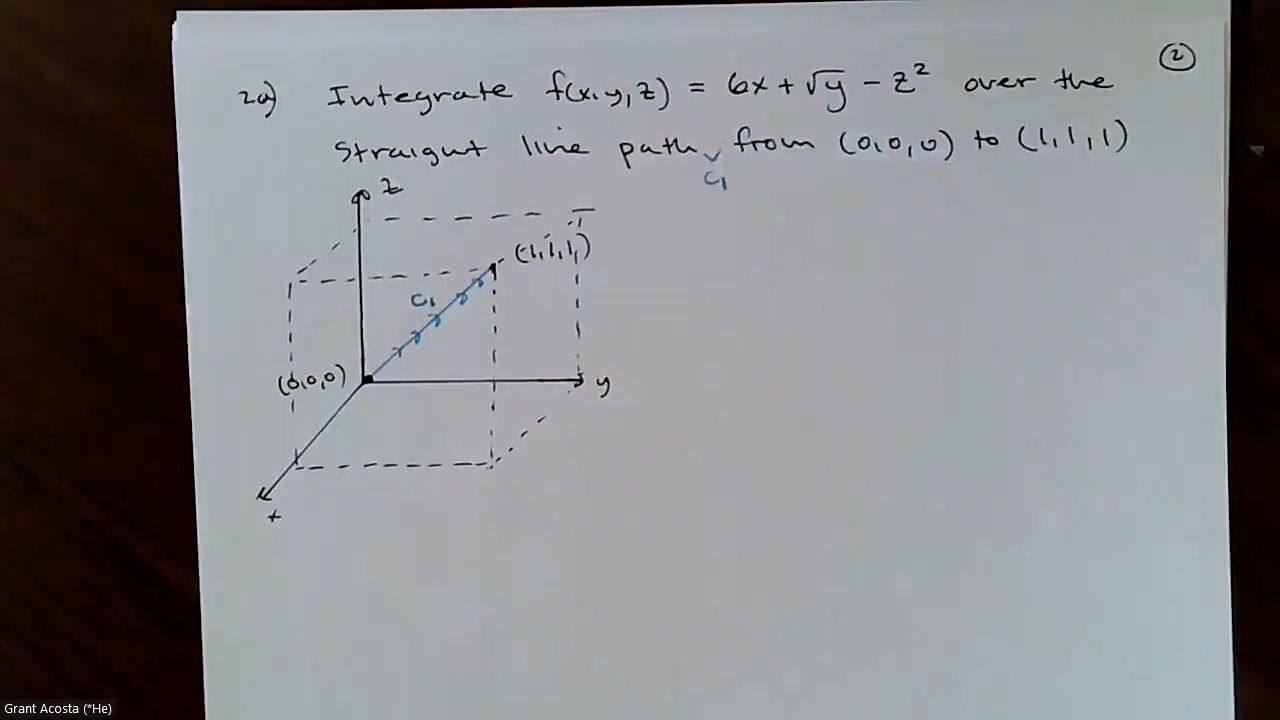 ②
2a) Integrate f(x,y,z) = 6x + √y - z² over the
straight line path from (0,0,0) to (1,1,1)
C₁
z
(1,1,1)
C₁
(0,0,0)
y
x
Grant Acosta (*He)